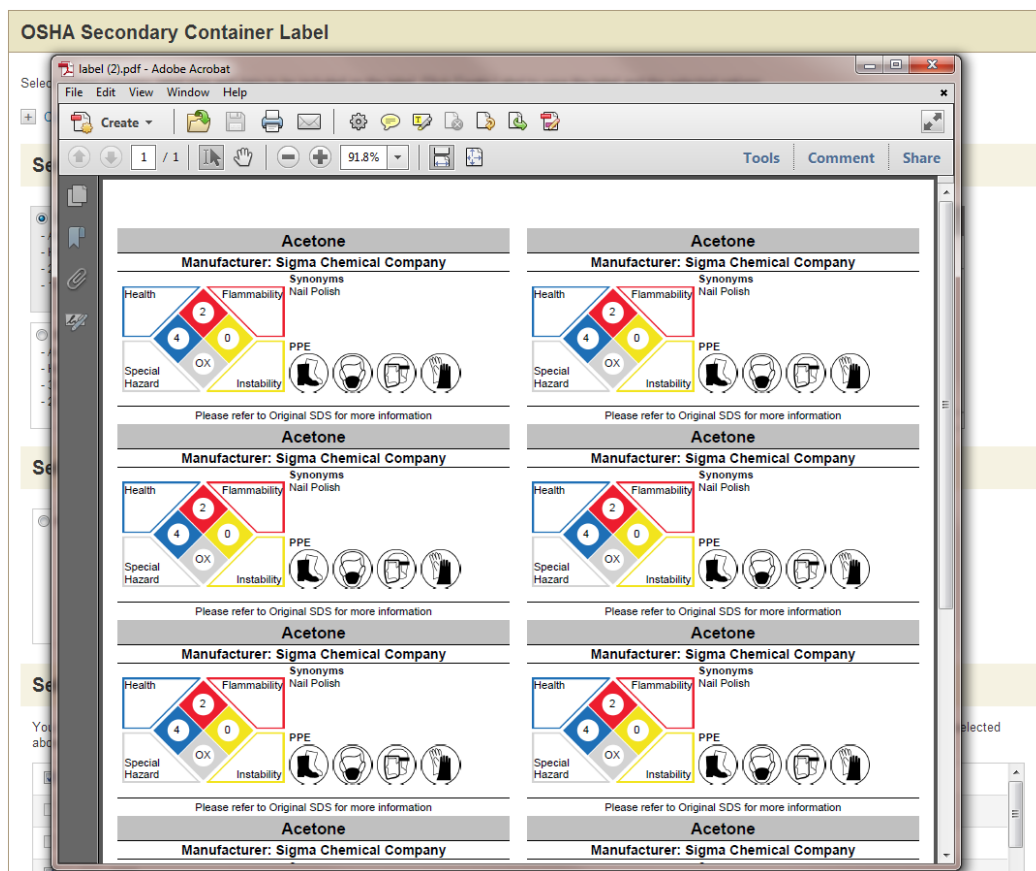 OSHA Secondary Container Label
Selec
label (2).pdf - Adobe Acrobat
File Edit View Window Help
Create
1 / 1
91.8%
Tools Comment Share
Se
Acetone Acetone
Manufacturer: Sigma Chemical Company Manufacturer: Sigma Chemical Company
Synonyms Synonyms
Health Flammability Nail Polish Health Flammability Nail Polish
2 2
4 0 4 0
PPE PPE
OX OX
Special Hazard Instability Special Hazard Instability
Please refer to Original SDS for more information Please refer to Original SDS for more information
Acetone Acetone
Manufacturer: Sigma Chemical Company Manufacturer: Sigma Chemical Company
Synonyms Synonyms
Health Flammability Nail Polish Health Flammability Nail Polish
2 2
4 0 4 0
PPE PPE
OX OX
Special Hazard Instability Special Hazard Instability
Please refer to Original SDS for more information Please refer to Original SDS for more information
Se
Acetone Acetone
Manufacturer: Sigma Chemical Company Manufacturer: Sigma Chemical Company
Synonyms Synonyms
Health Flammability Nail Polish Health Flammability Nail Polish
2 2
4 0 4 0
PPE PPE
OX OX
Special Hazard Instability Special Hazard Instability
Please refer to Original SDS for more information Please refer to Original SDS for more information
Se
You
elected
abo
Acetone Acetone
Manufacturer: Sigma Chemical Company Manufacturer: Sigma Chemical Company